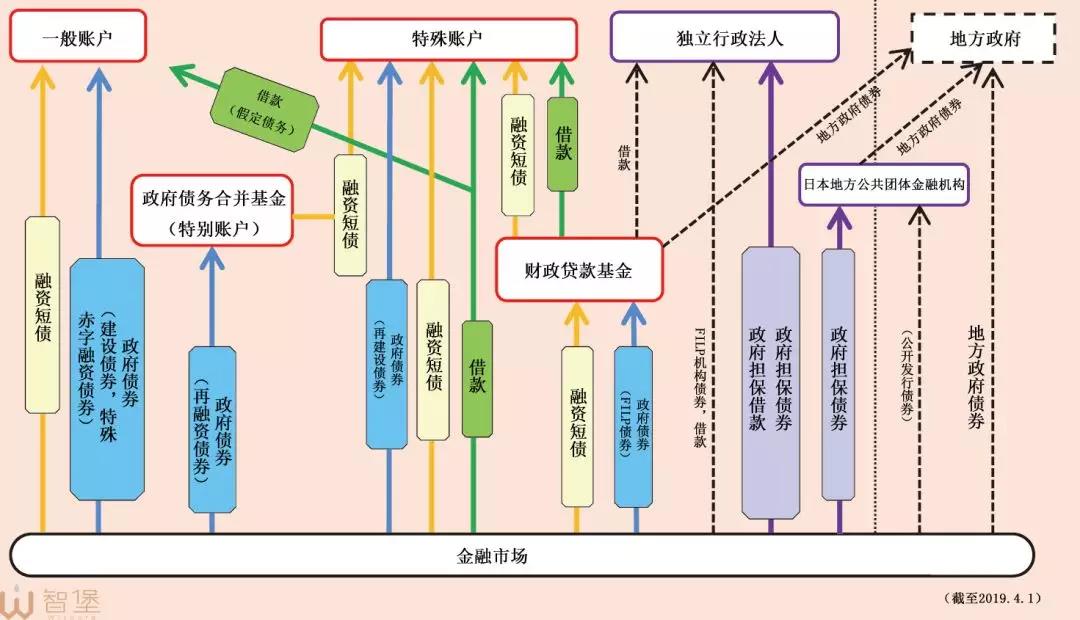 一般账户
特殊账户
独立行政法人
地方政府
借款
（假定债务）
融资短债
借款
借款
地方政府债券
地方政府债券
日本地方公共团体金融机构
政府债务合并基金
（特别账户）
融资短债
财政贷款基金
融资短债
政府债券
（建设债券，特殊
赤字融资债券）
政府债券
（再融资债券）
政府债券
（再建设债券）
融资短债
借款
融资短债
政府债券
（FILP债券）
FILP机构债券，借款
政府担保债券
政府担保借款
政府担保债券
（公开发行债券）
地方政府债券
金融市场
（截至2019.4.1）
智堡